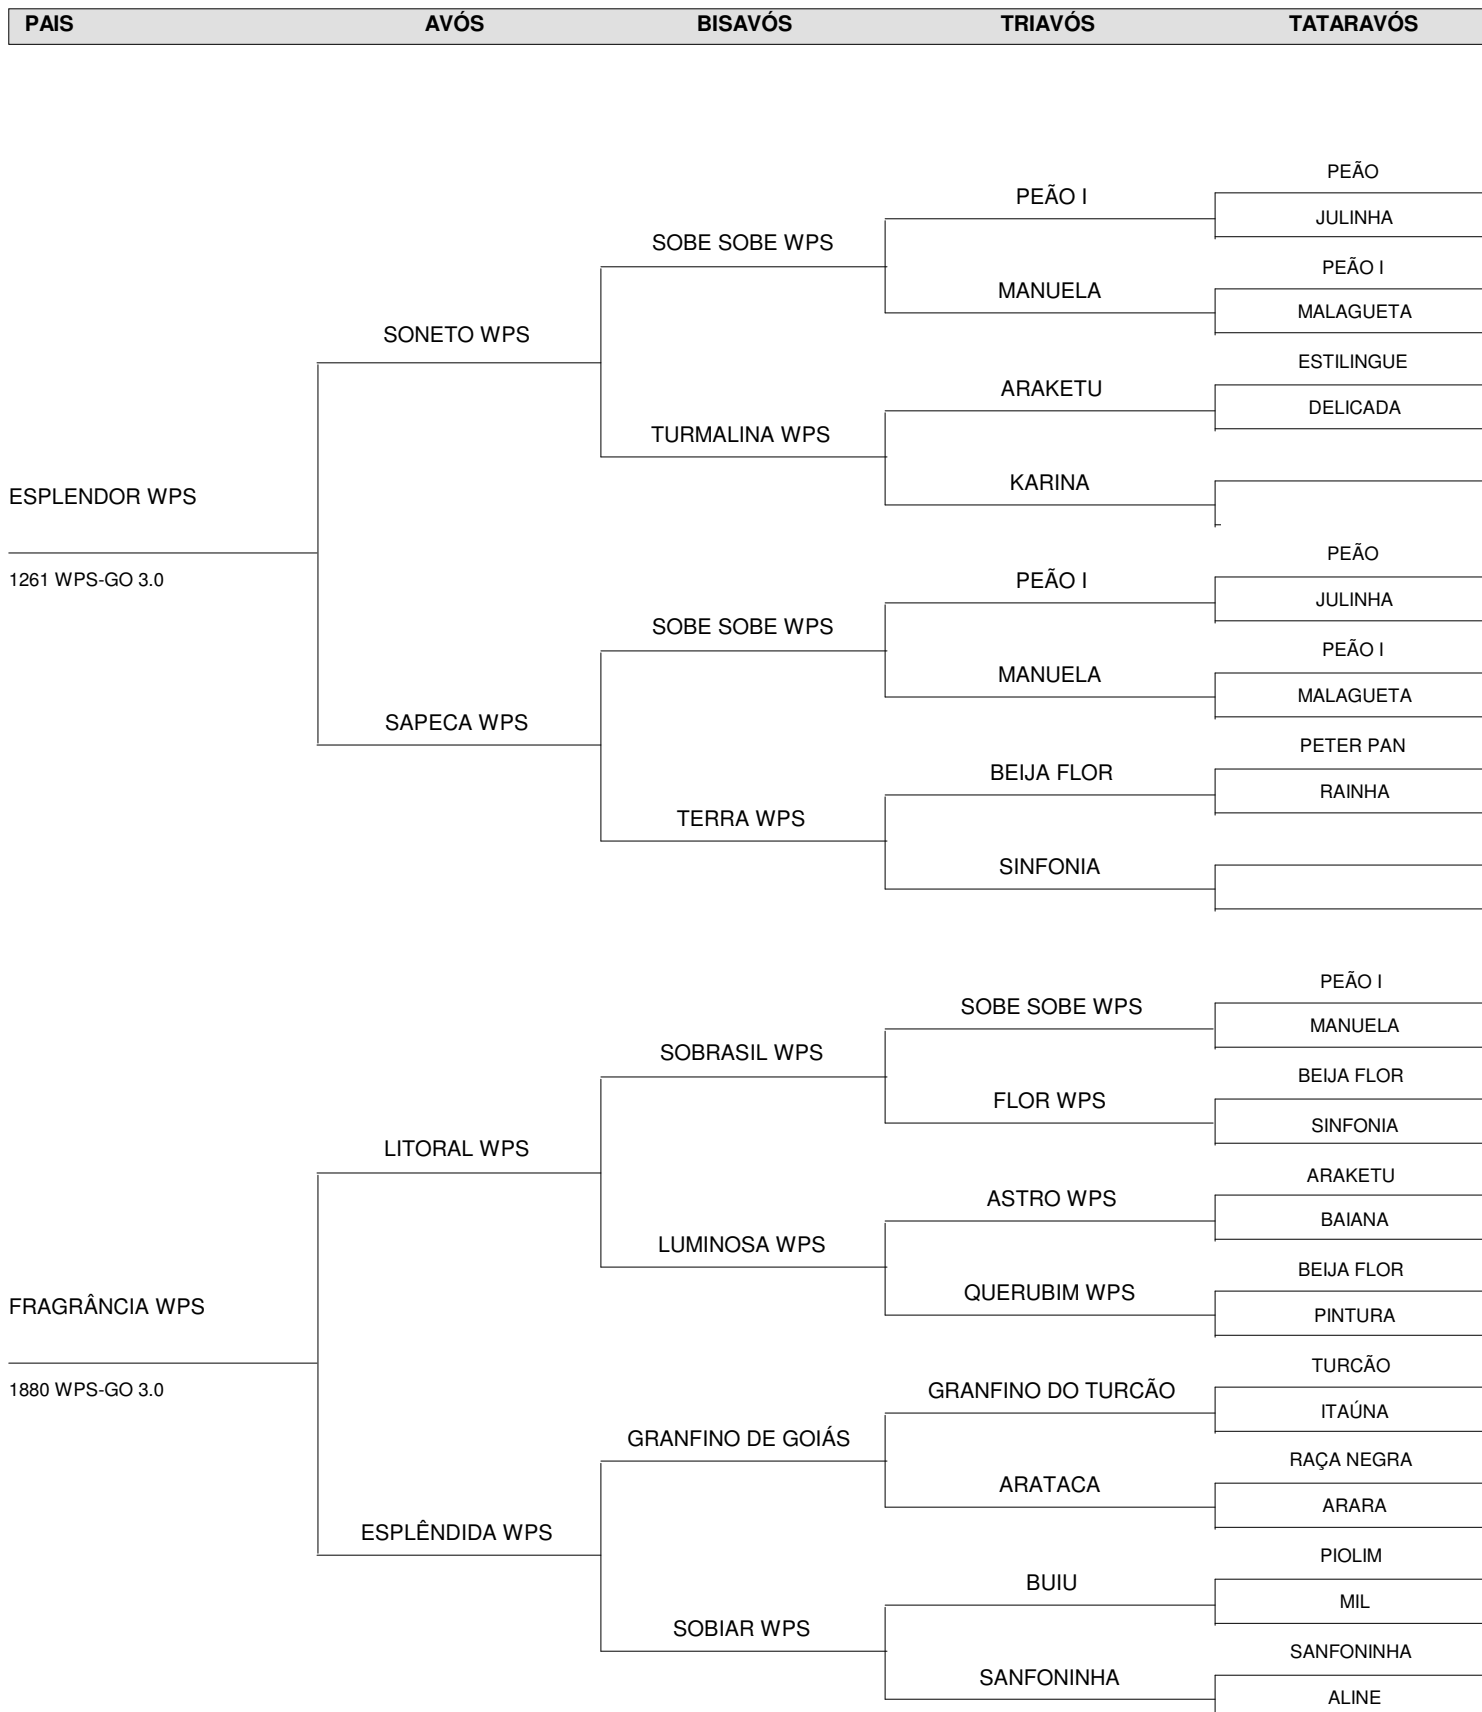 PAIS AVÓS BISAVÓS TRIAVÓS TATARAVÓS
PEÃO
PEÃO I
JULINHA
SOBE SOBE WPS
PEÃO I
MANUELA
MALAGUETA
SONETO WPS
ESTILINGUE
ARAKETU
DELICADA
TURMALINA WPS
KARINA
ESPLENDOR WPS
PEÃO
1261 WPS-GO 3.0
PEÃO I
JULINHA
SOBE SOBE WPS
PEÃO I
MANUELA
MALAGUETA
SAPECA WPS
PETER PAN
BEIJA FLOR
RAINHA
TERRA WPS
SINFONIA
PEÃO I
SOBE SOBE WPS
MANUELA
SOBRASIL WPS
BEIJA FLOR
FLOR WPS
SINFONIA
LITORAL WPS
ARAKETU
ASTRO WPS
BAIANA
LUMINOSA WPS
BEIJA FLOR
QUERUBIM WPS
FRAGRÂNCIA WPS
PINTURA
TURCÃO
1880 WPS-GO 3.0
GRANFINO DO TURCÃO
ITAÚNA
GRANFINO DE GOIÁS
RAÇA NEGRA
ARATACA
ARARA
ESPLÊNDIDA WPS
PIOLIM
BUIU
MIL
SOBIAR WPS
SANFONINHA
SANFONINHA
ALINE